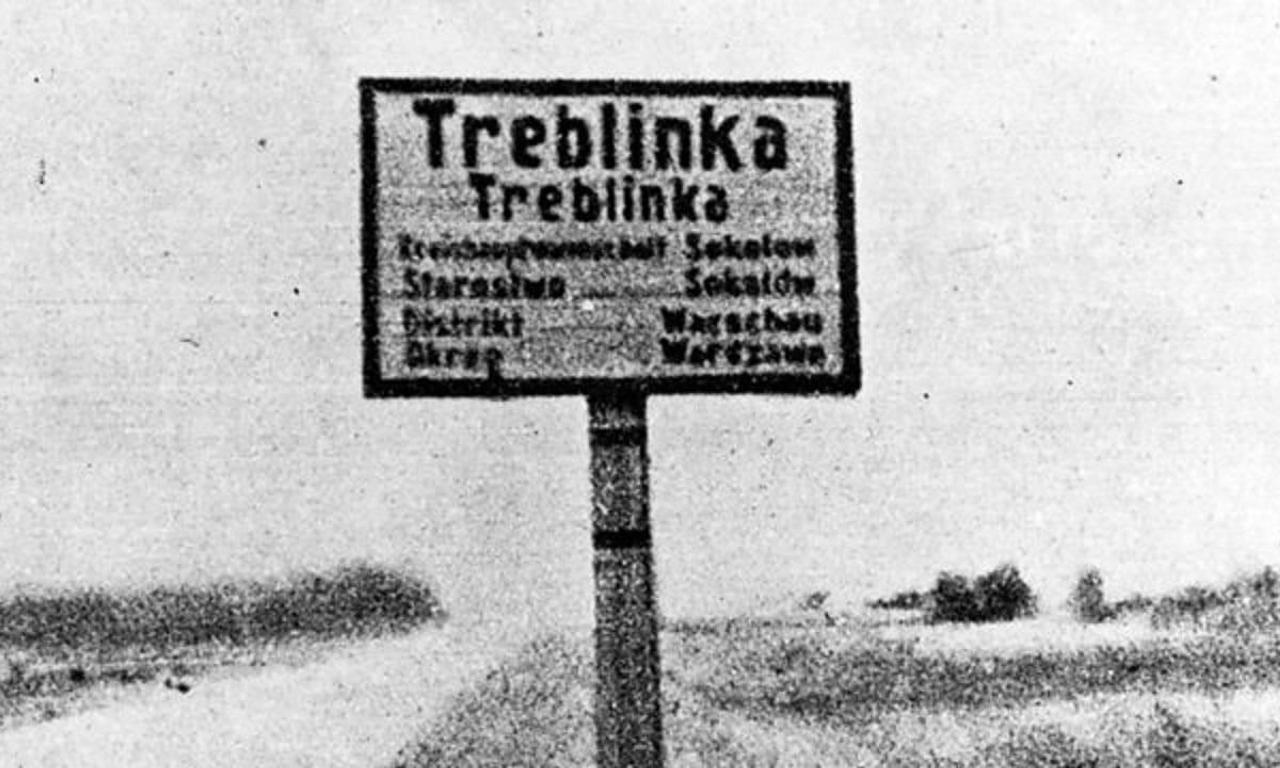 Treblinka
Treblinka
Kreishauptmannschaft Sokolow
Starostwo Sokołów
Distrikt Warschau
Okręg Warszawa